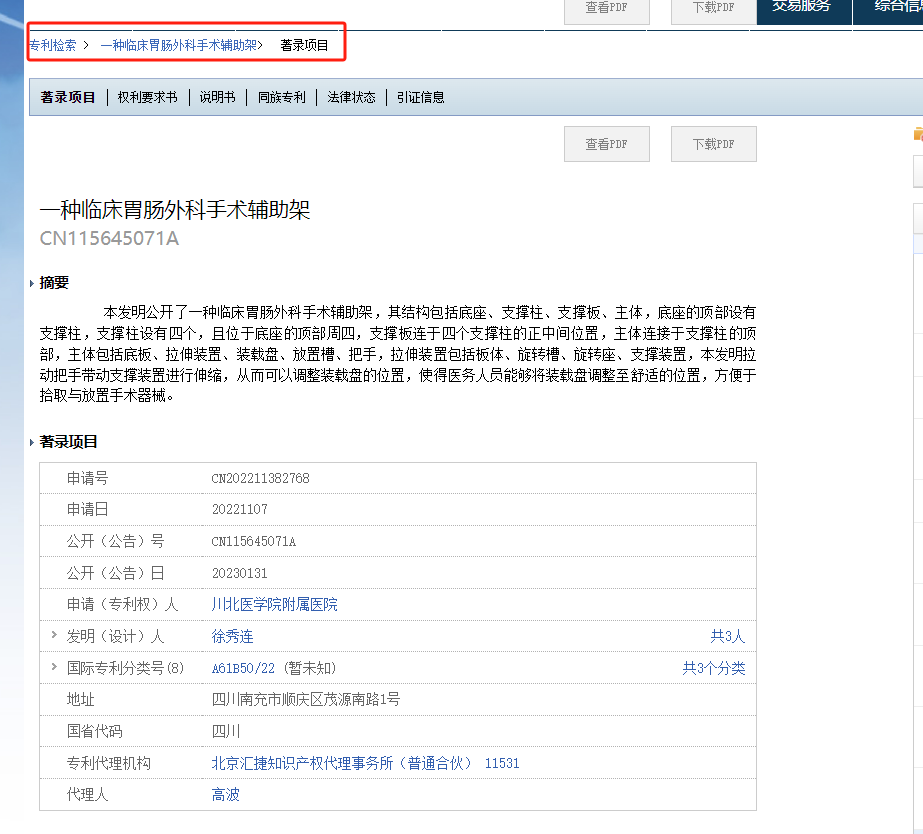 查看PDF 下载PDF 交易服务 综合信息
专利检索 > 一种临床胃肠外科手术辅助架> 著录项目
著录项目 | 权利要求书 | 说明书 | 同族专利 | 法律状态 | 引证信息
查看PDF 下载PDF
一种临床胃肠外科手术辅助架
CN115645071A
摘要
本发明公开了一种临床胃肠外科手术辅助架，其结构包括底座、支撑柱、支撑板、主体，底座的顶部设有
支撑柱，支撑柱设有四个，且位于底座的顶部周四，支撑板连于四个支撑柱的正中间位置，主体连接于支撑柱的顶
部，主体包括底板、拉伸装置、装载盘、放置槽、把手，拉伸装置包括板体、旋转槽、旋转座、支撑装置，本发明拉
动把手带动支撑装置进行伸缩，从而可以调整装载盘的位置，使得医务人员能够将装载盘调整至舒适的位置，方便于
拾取与放置手术器械。
著录项目
申请号 CN202211382768
申请日 20221107
公开（公告）号 CN115645071A
公开（公告）日 20230131
申请（专利权）人 川北医学院附属医院
发明（设计）人 徐秀连 共3人
国际专利分类号(8) A61B50/22 (暂未知) 共3个分类
地址 四川南充市顺庆区茂源南路1号
国省代码 四川
专利代理机构 北京汇捷知识产权代理事务所（普通合伙） 11531
代理人 高波